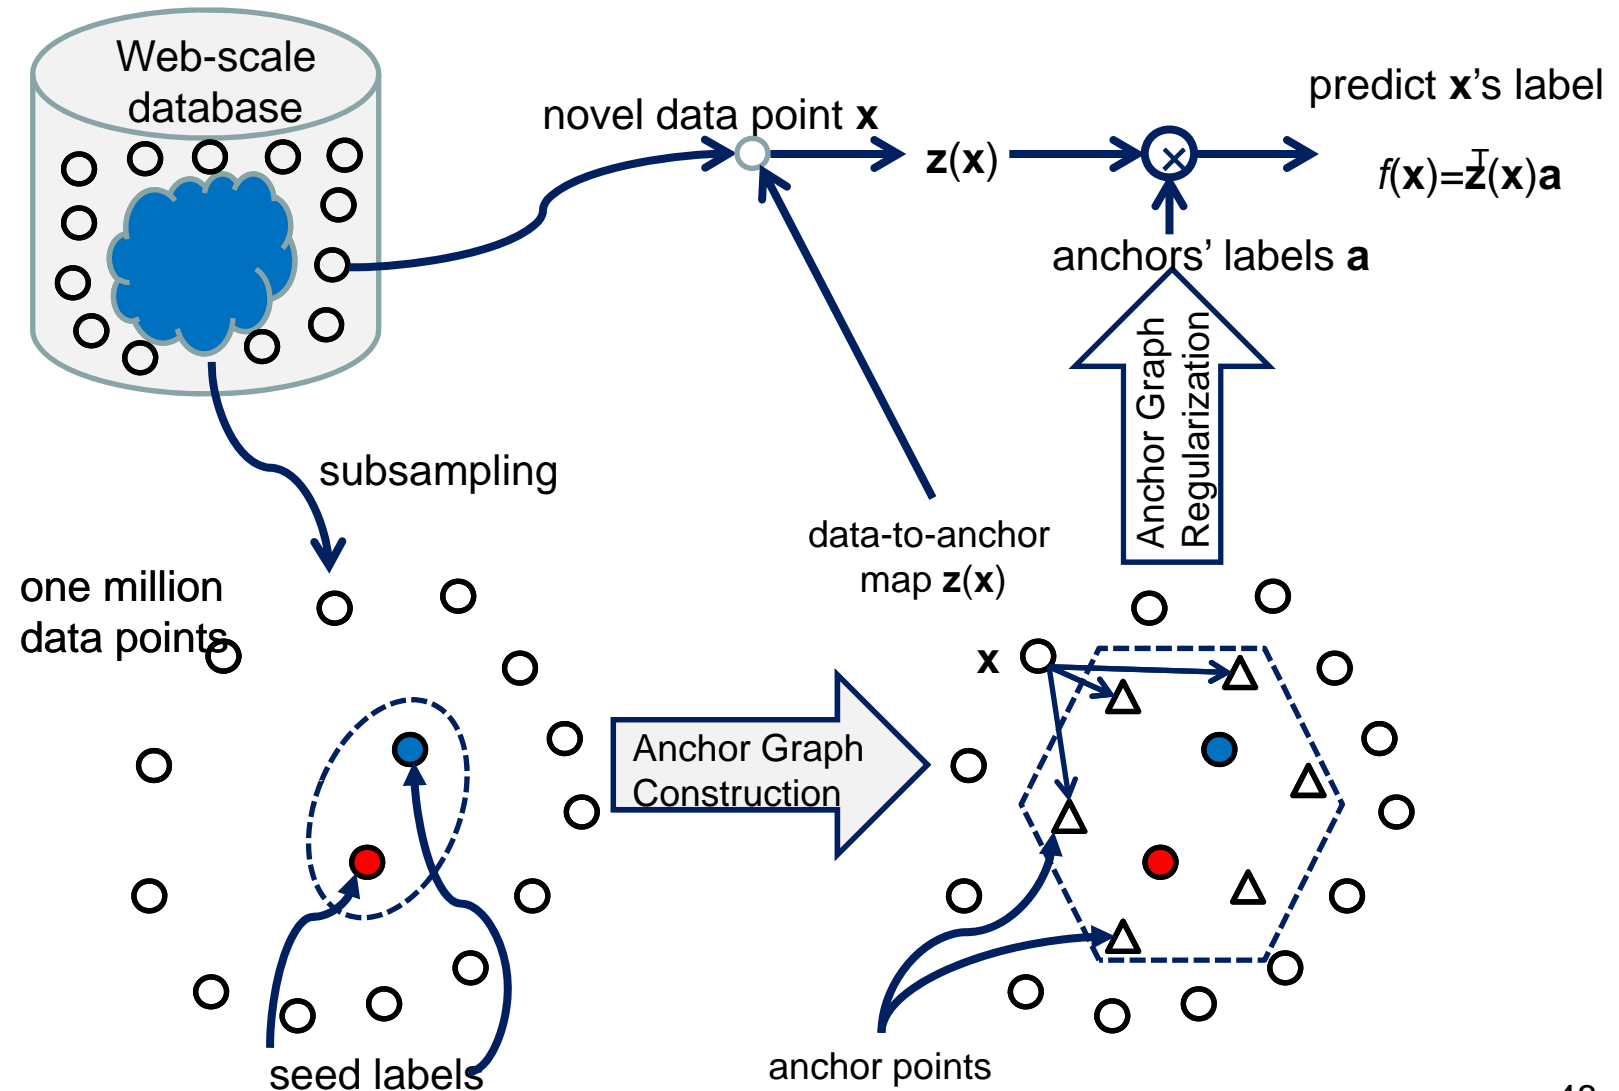 Web-scale
database
novel data point x
z(x)
×
predict x's label
f(x)=zᵀ(x)a
anchors' labels a
Anchor Graph
Regularization
subsampling
data-to-anchor
map z(x)
one million
data points
x
Anchor Graph
Construction
seed labels
anchor points